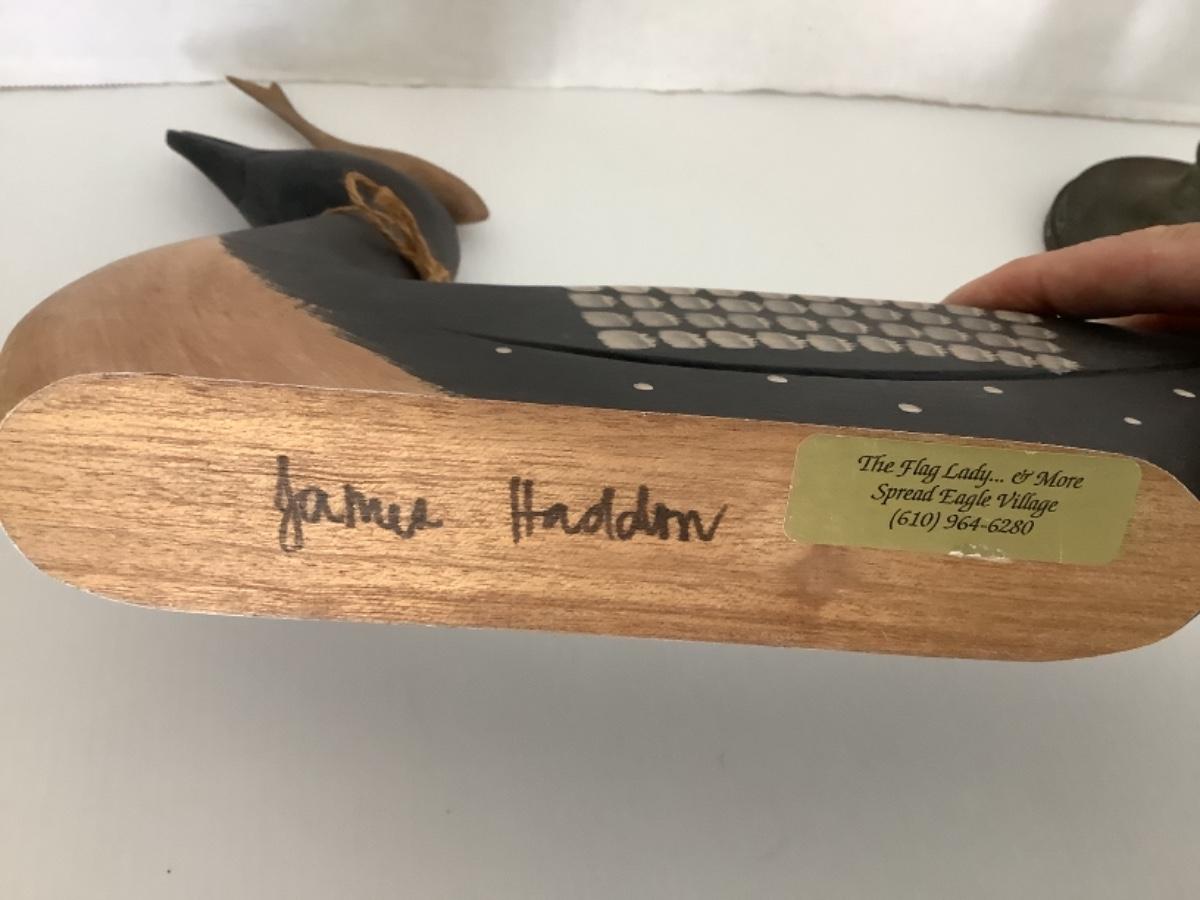 James Haddon
The Flag Lady... & More
Spread Eagle Village
(610) 964-6280